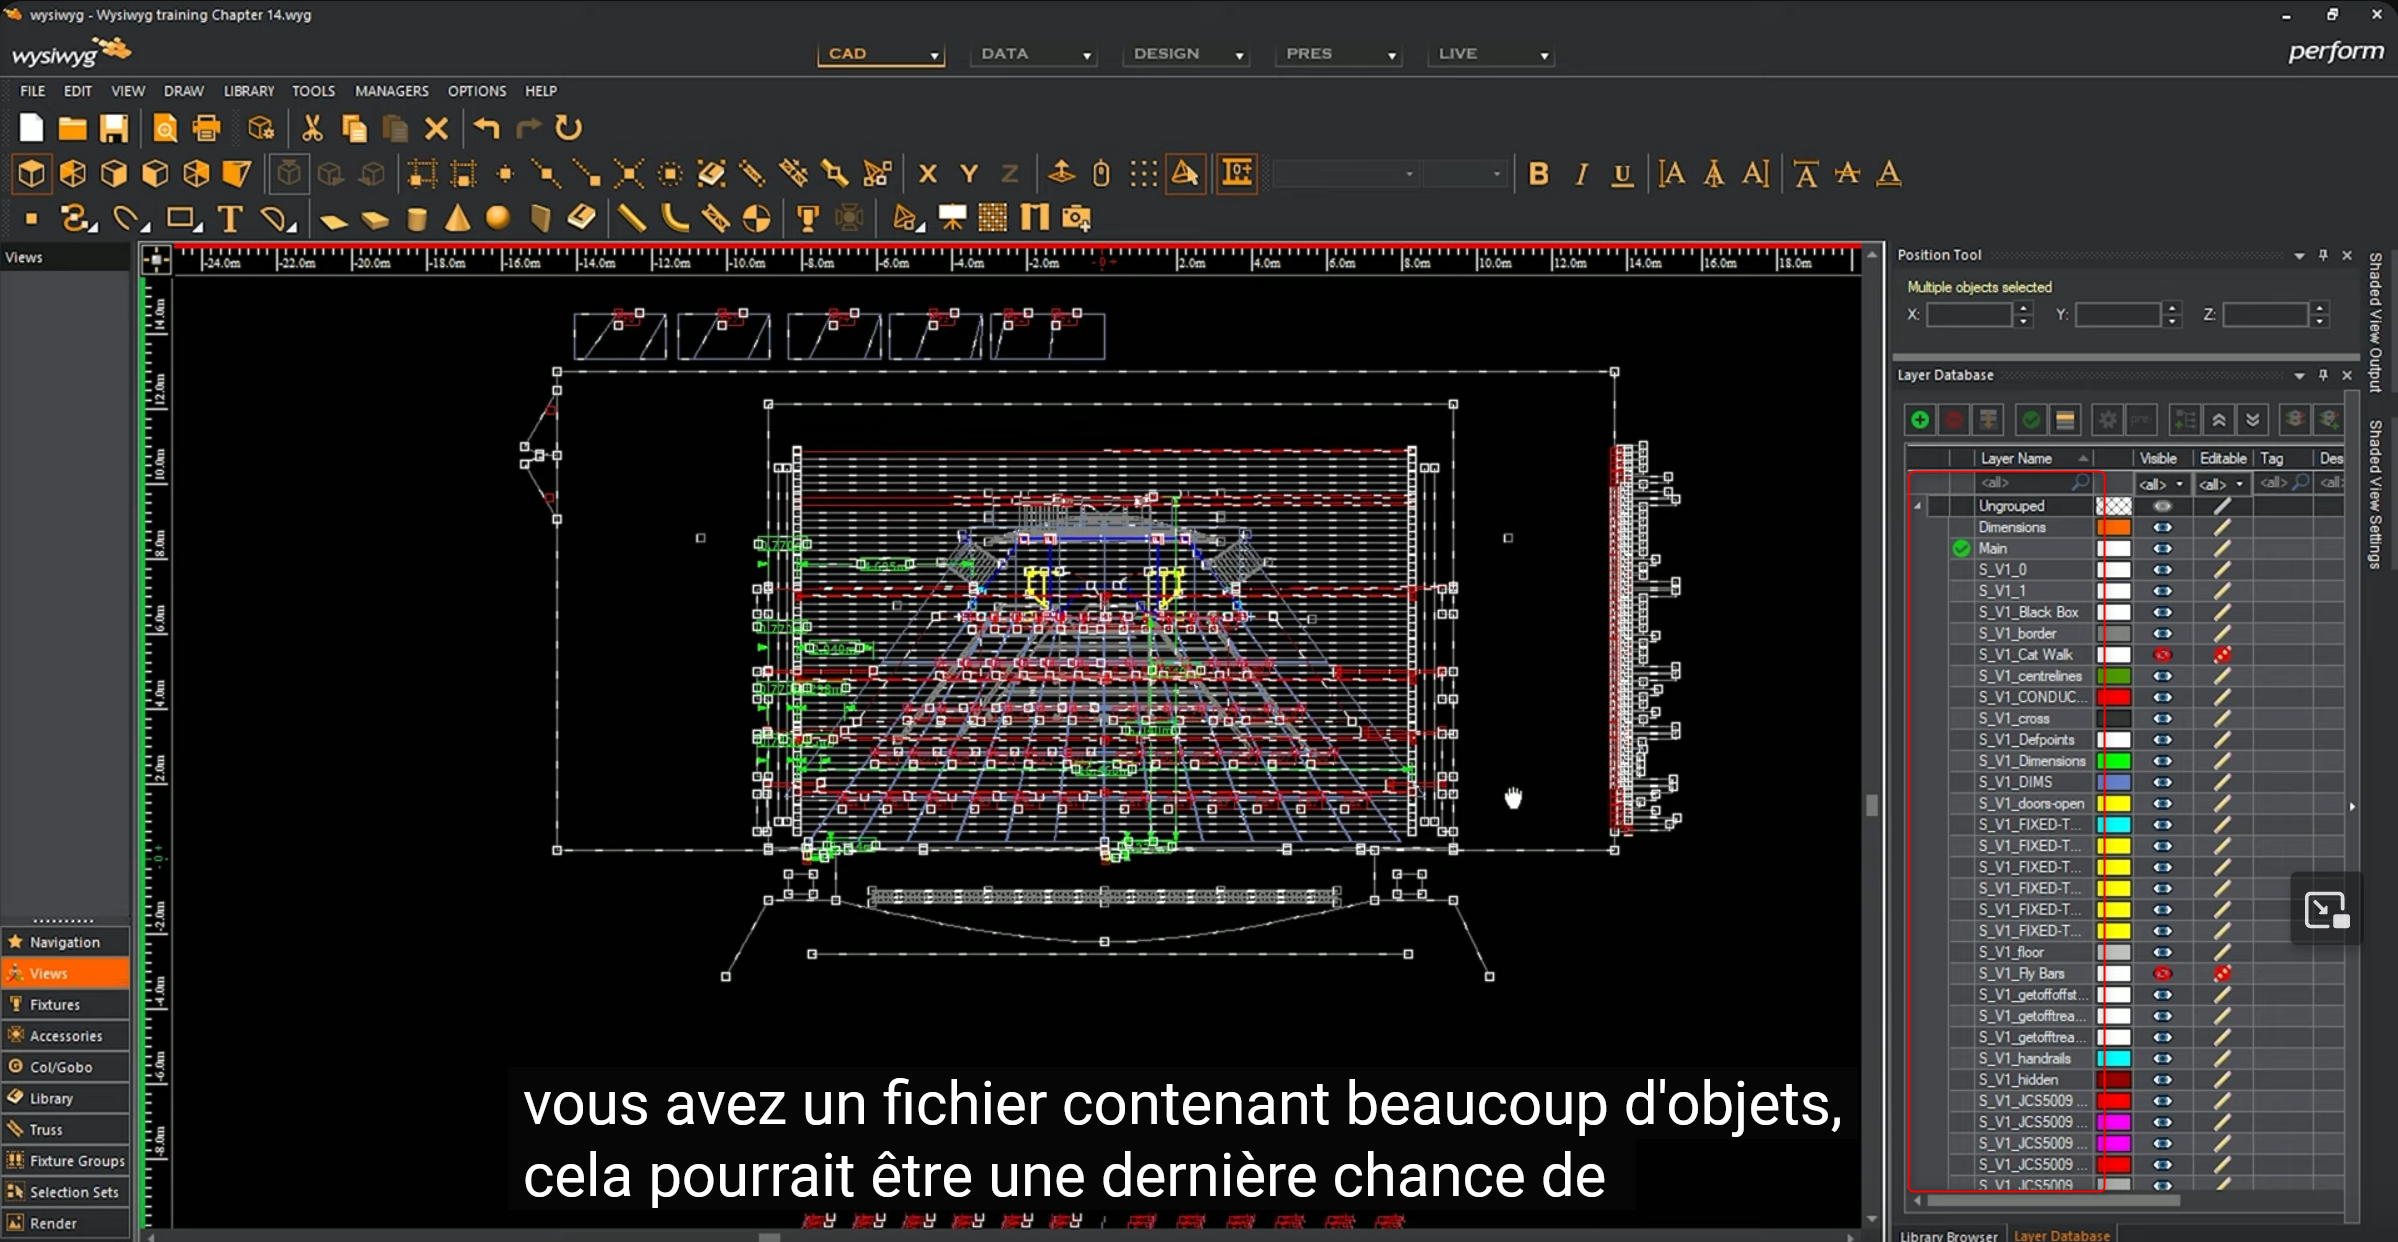 wysiwyg - Wysiwyg training Chapter 14.wyg
wysiwyg
CAD DATA DESIGN PRES LIVE
perform
FILE EDIT VIEW DRAW LIBRARY TOOLS MANAGERS OPTIONS HELP
X Y Z B I U A A A A A A
T
Views
-24.0m -22.0m -20.0m -18.0m -16.0m -14.0m -12.0m -10.0m -8.0m -6.0m -4.0m -2.0m 0 2.0m 4.0m 6.0m 8.0m 10.0m 12.0m 14.0m 16.0m 18.0m
14.0m
12.0m
10.0m
8.0m
6.0m
4.0m
2.0m
0
-2.0m
-4.0m
-6.0m
-8.0m
Position Tool
Multiple objects selected
X: Y: Z:
Layer Database
Layer Name Visible Editable Tag Des
<all> <all> <all> <all> <all
Ungrouped
Dimensions
Main
S_V1_0
S_V1_1
S_V1_Black Box
S_V1_border
S_V1_Cat Walk
S_V1_centrelines
S_V1_CONDUC...
S_V1_cross
S_V1_Defpoints
S_V1_Dimensions
S_V1_DIMS
S_V1_doors-open
S_V1_FIXED-T...
S_V1_FIXED-T...
S_V1_FIXED-T...
S_V1_FIXED-T...
S_V1_FIXED-T...
S_V1_FIXED-T...
S_V1_floor
S_V1_Fly Bars
S_V1_getoffoffst...
S_V1_getofftrea...
S_V1_getofftrea...
S_V1_handrails
S_V1_hidden
S_V1_JCS5009 ...
S_V1_JCS5009 ...
S_V1_JCS5009 ...
S_V1_JCS5009 ...
S_V1_JCS5009
Library Browser Layer Database
Shaded View Output
Shaded View Settings
Navigation
Views
Fixtures
Accessories
Col/Gobo
Library
Truss
Fixture Groups
Selection Sets
Render
vous avez un fichier contenant beaucoup d'objets,
cela pourrait être une dernière chance de